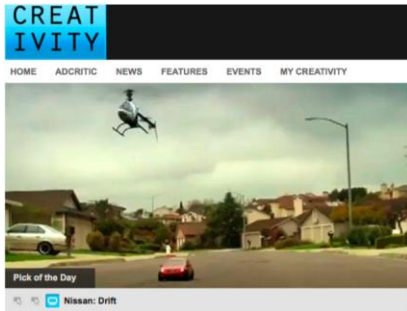 CREAT
IVITY
HOME ADCRITIC NEWS FEATURES EVENTS MY CREATIVITY
Pick of the Day
Nissan: Drift